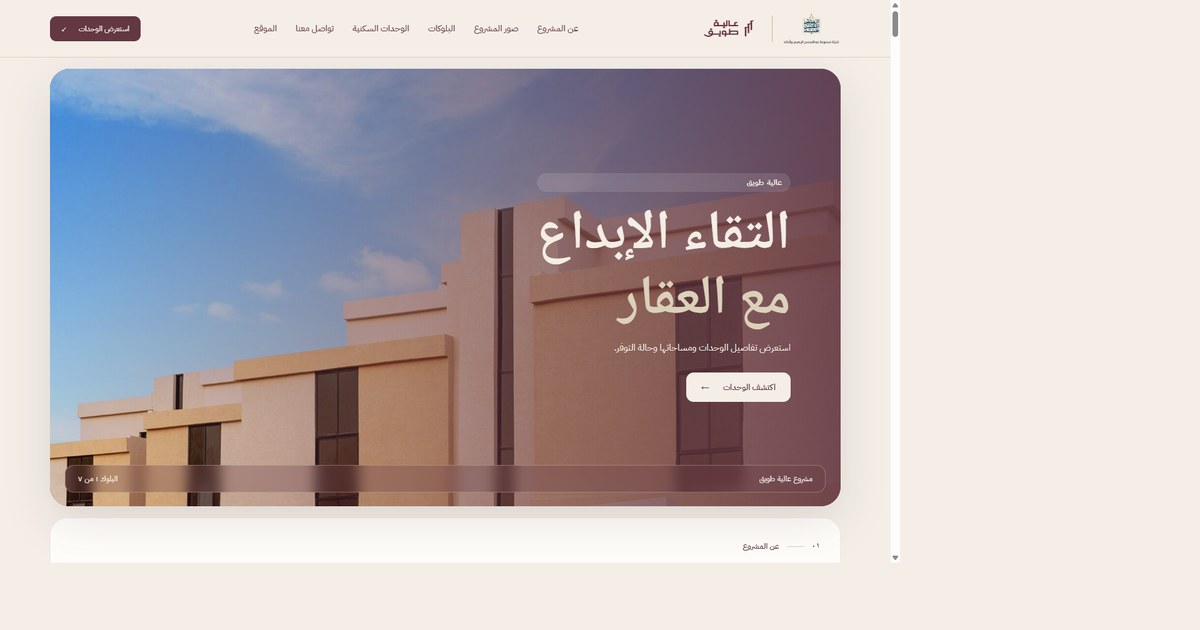 عالية
طويق
عن المشروع
صور المشروع
البلوكات
الوحدات السكنية
تواصل معنا
الموقع
استعرض الوحدات ✓
عالية طويق
التقاء الإبداع
مع العقار
استعرض تفاصيل الوحدات ومساحاتها وحالة التوفر.
اكتشف الوحدات ←
مشروع عالية طويق
البلوك ١ من ٧
٠١ عن المشروع